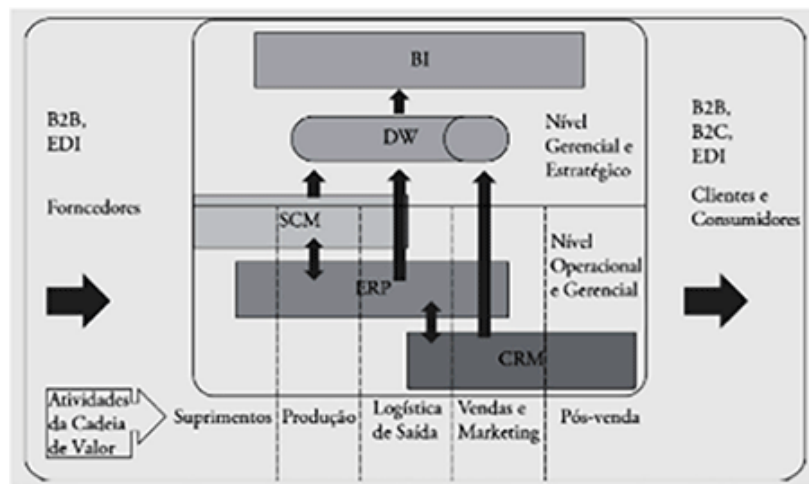 BI
B2B,
EDI
DW
Nível
Gerencial e
Estratégico
B2B,
B2C,
EDI
Fornecedores
Clientes e
Consumidores
SCM
Nível
Operacional
e Gerencial
ERP
CRM
Atividades
da Cadeia
de Valor
Suprimentos
Produção
Logística
de Saída
Vendas e
Marketing
Pós-venda